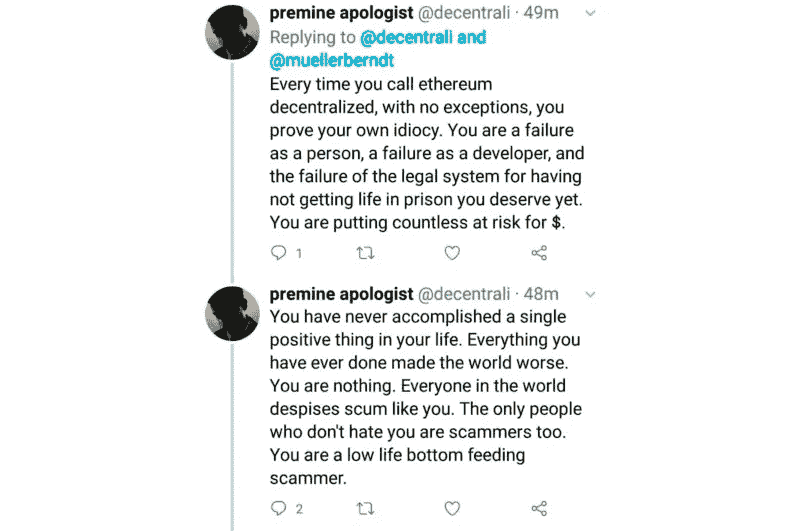 premine apologist @decentrali · 49m
Replying to @decentrali and
@muellerberndt
Every time you call ethereum
decentralized, with no exceptions, you
prove your own idiocy. You are a failure
as a person, a failure as a developer, and
the failure of the legal system for having
not getting life in prison you deserve yet.
You are putting countless at risk for $.
1
premine apologist @decentrali · 48m
You have never accomplished a single
positive thing in your life. Everything you
have ever done made the world worse.
You are nothing. Everyone in the world
despises scum like you. The only people
who don't hate you are scammers too.
You are a low life bottom feeding
scammer.
2